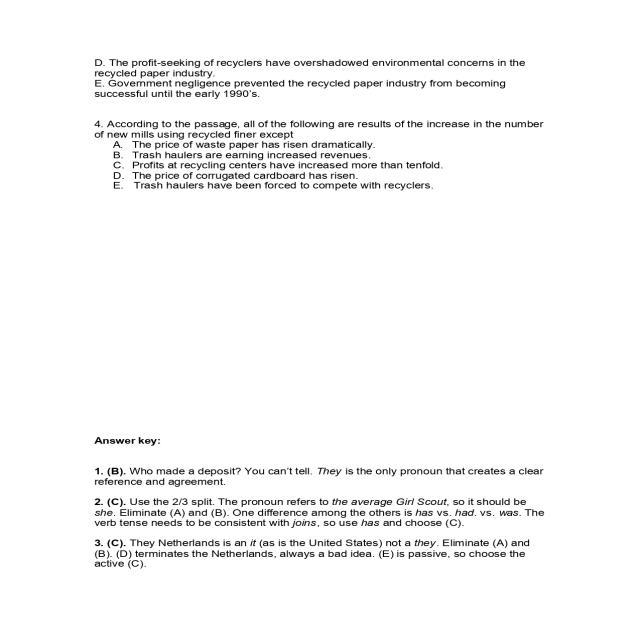 D. The profit-seeking of recyclers have overshadowed environmental concerns in the
recycled paper industry.
E. Government negligence prevented the recycled paper industry from becoming
successful until the early 1990's.
4. According to the passage, all of the following are results of the increase in the number
of new mills using recycled finer except
A. The price of waste paper has risen dramatically.
B. Trash haulers are earning increased revenues.
C. Profits at recycling centers have increased more than tenfold.
D. The price of corrugated cardboard has risen.
E. Trash haulers have been forced to compete with recyclers.
Answer key:
1. (B). Who made a deposit? You can't tell. They is the only pronoun that creates a clear
reference and agreement.
2. (C). Use the 2/3 split. The pronoun refers to the average Girl Scout, so it should be
she. Eliminate (A) and (B). One difference among the others is has vs. had. vs. was. The
verb tense needs to be consistent with joins, so use has and choose (C).
3. (C). They Netherlands is an it (as is the United States) not a they. Eliminate (A) and
(B). (D) terminates the Netherlands, always a bad idea. (E) is passive, so choose the
active (C).